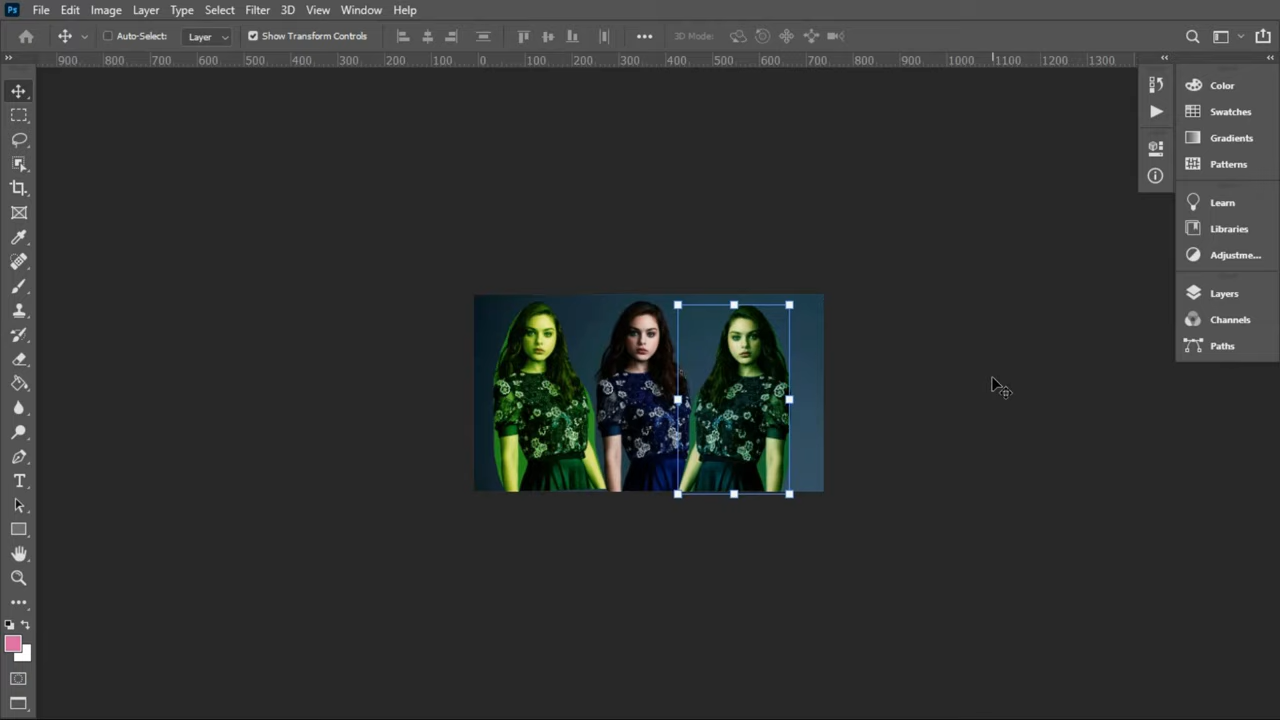 Ps File Edit Image Layer Type Select Filter 3D View Window Help
Auto-Select: Layer Show Transform Controls 3D Mode:
900 800 700 600 500 400 300 200 100 0 100 200 300 400 500 600 700 800 900 1000 1100 1200 1300
Color
Swatches
Gradients
Patterns
Learn
Libraries
Adjustme...
Layers
Channels
Paths
T